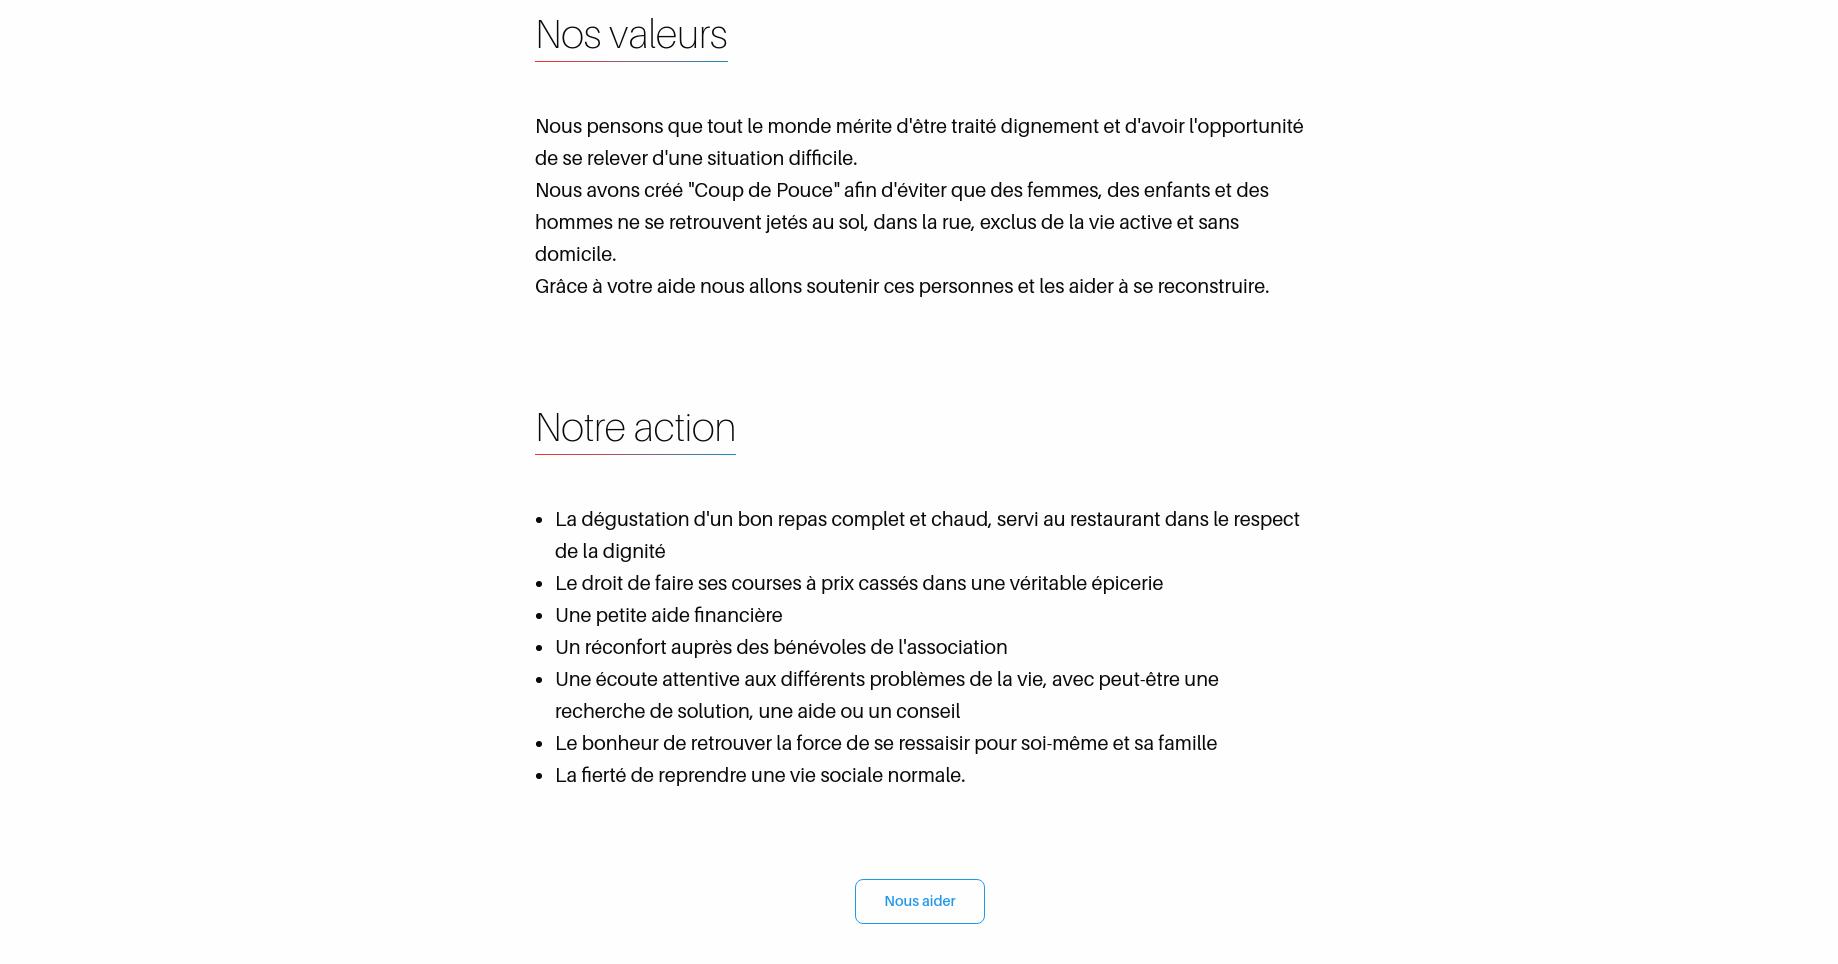 Nos valeurs
Nous pensons que tout le monde mérite d'être traité dignement et d'avoir l'opportunité
de se relever d'une situation difficile.
Nous avons créé "Coup de Pouce" afin d'éviter que des femmes, des enfants et des
hommes ne se retrouvent jetés au sol, dans la rue, exclus de la vie active et sans
domicile.
Grâce à votre aide nous allons soutenir ces personnes et les aider à se reconstruire.
Notre action
• La dégustation d'un bon repas complet et chaud, servi au restaurant dans le respect
de la dignité
• Le droit de faire ses courses à prix cassés dans une véritable épicerie
• Une petite aide financière
• Un réconfort auprès des bénévoles de l'association
• Une écoute attentive aux différents problèmes de la vie, avec peut-être une
recherche de solution, une aide ou un conseil
• Le bonheur de retrouver la force de se ressaisir pour soi-même et sa famille
• La fierté de reprendre une vie sociale normale.
Nous aider